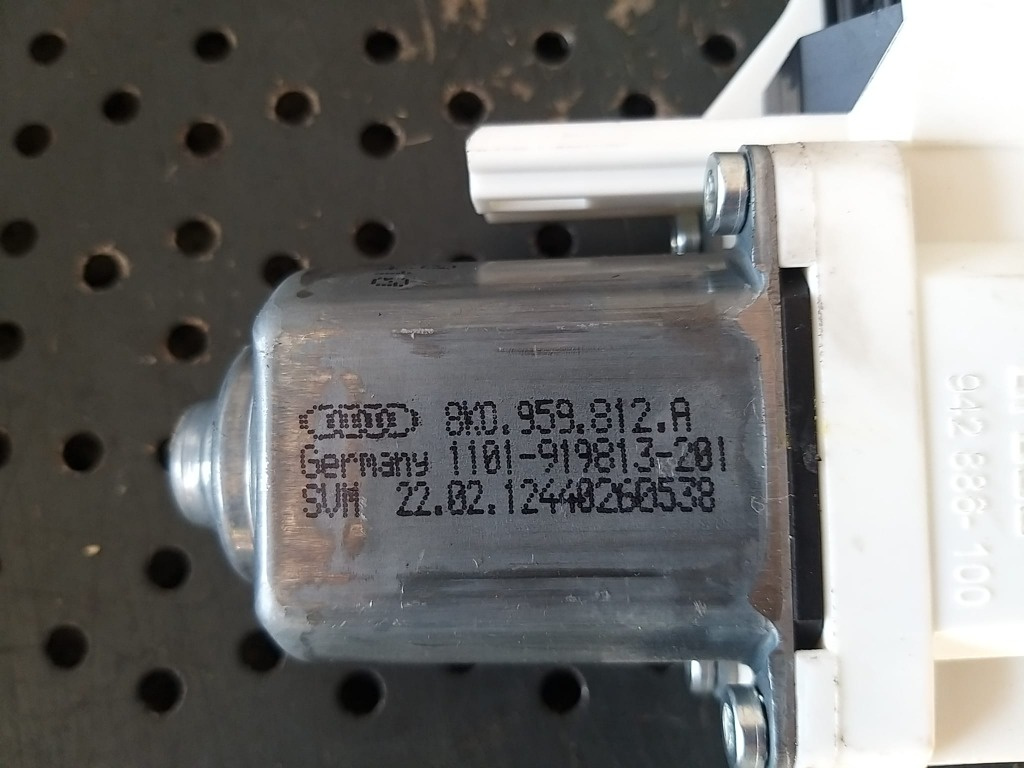 8K0.959.812.A
Germany 1101-919813-201
SVM 22.02.12440260538
942 886-100